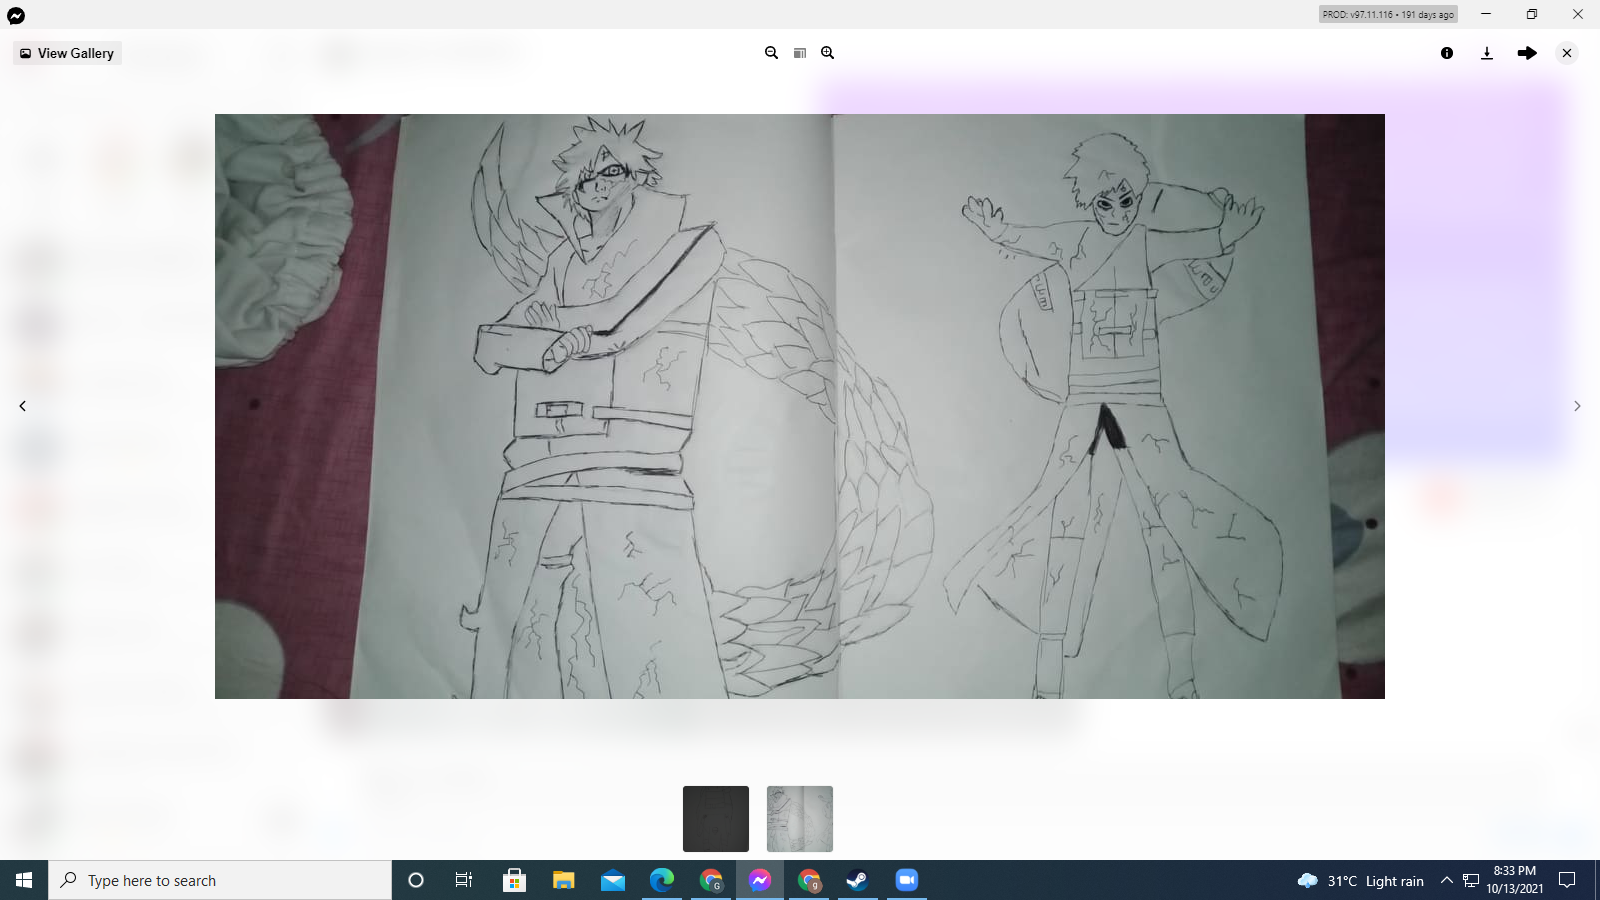 PROD: v97.11.116 • 191 days ago
View Gallery
Type here to search
G
g
31°C Light rain
8:33 PM
10/13/2021